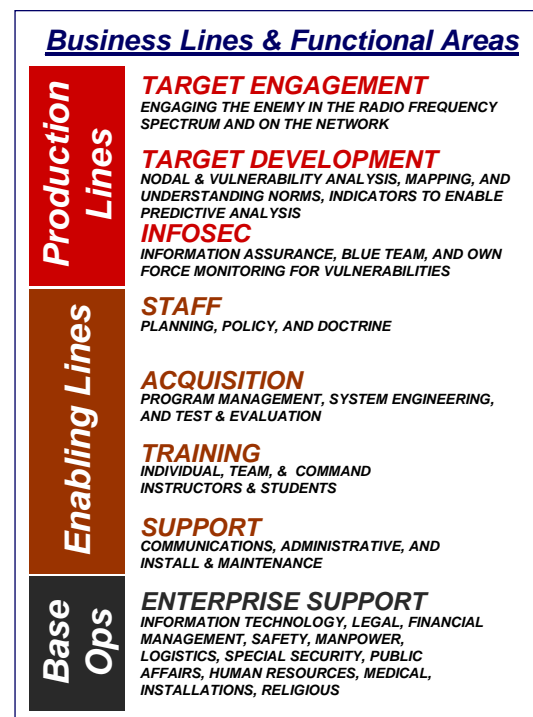 Business Lines & Functional Areas
Production
Lines
TARGET ENGAGEMENT
ENGAGING THE ENEMY IN THE RADIO FREQUENCY
SPECTRUM AND ON THE NETWORK
TARGET DEVELOPMENT
NODAL & VULNERABILITY ANALYSIS, MAPPING, AND
UNDERSTANDING NORMS, INDICATORS TO ENABLE
PREDICTIVE ANALYSIS
INFOSEC
INFORMATION ASSURANCE, BLUE TEAM, AND OWN
FORCE MONITORING FOR VULNERABILITIES
Enabling Lines
STAFF
PLANNING, POLICY, AND DOCTRINE
ACQUISITION
PROGRAM MANAGEMENT, SYSTEM ENGINEERING,
AND TEST & EVALUATION
TRAINING
INDIVIDUAL, TEAM, & COMMAND
INSTRUCTORS & STUDENTS
SUPPORT
COMMUNICATIONS, ADMINISTRATIVE, AND
INSTALL & MAINTENANCE
Base
Ops
ENTERPRISE SUPPORT
INFORMATION TECHNOLOGY, LEGAL, FINANCIAL
MANAGEMENT, SAFETY, MANPOWER,
LOGISTICS, SPECIAL SECURITY, PUBLIC
AFFAIRS, HUMAN RESOURCES, MEDICAL,
INSTALLATIONS, RELIGIOUS